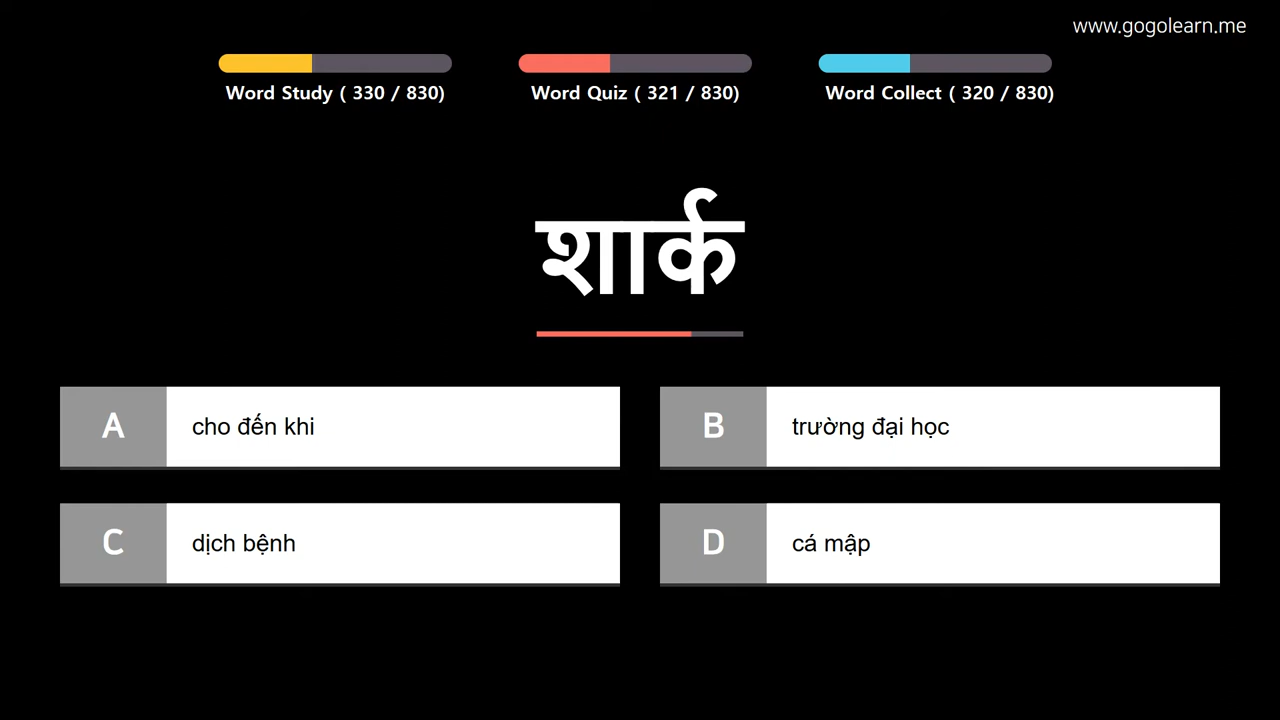 www.gogolearn.me
Word Study ( 330 / 830)
Word Quiz ( 321 / 830)
Word Collect ( 320 / 830)
शार्क
A
cho đến khi
B
trường đại học
C
dịch bệnh
D
cá mập